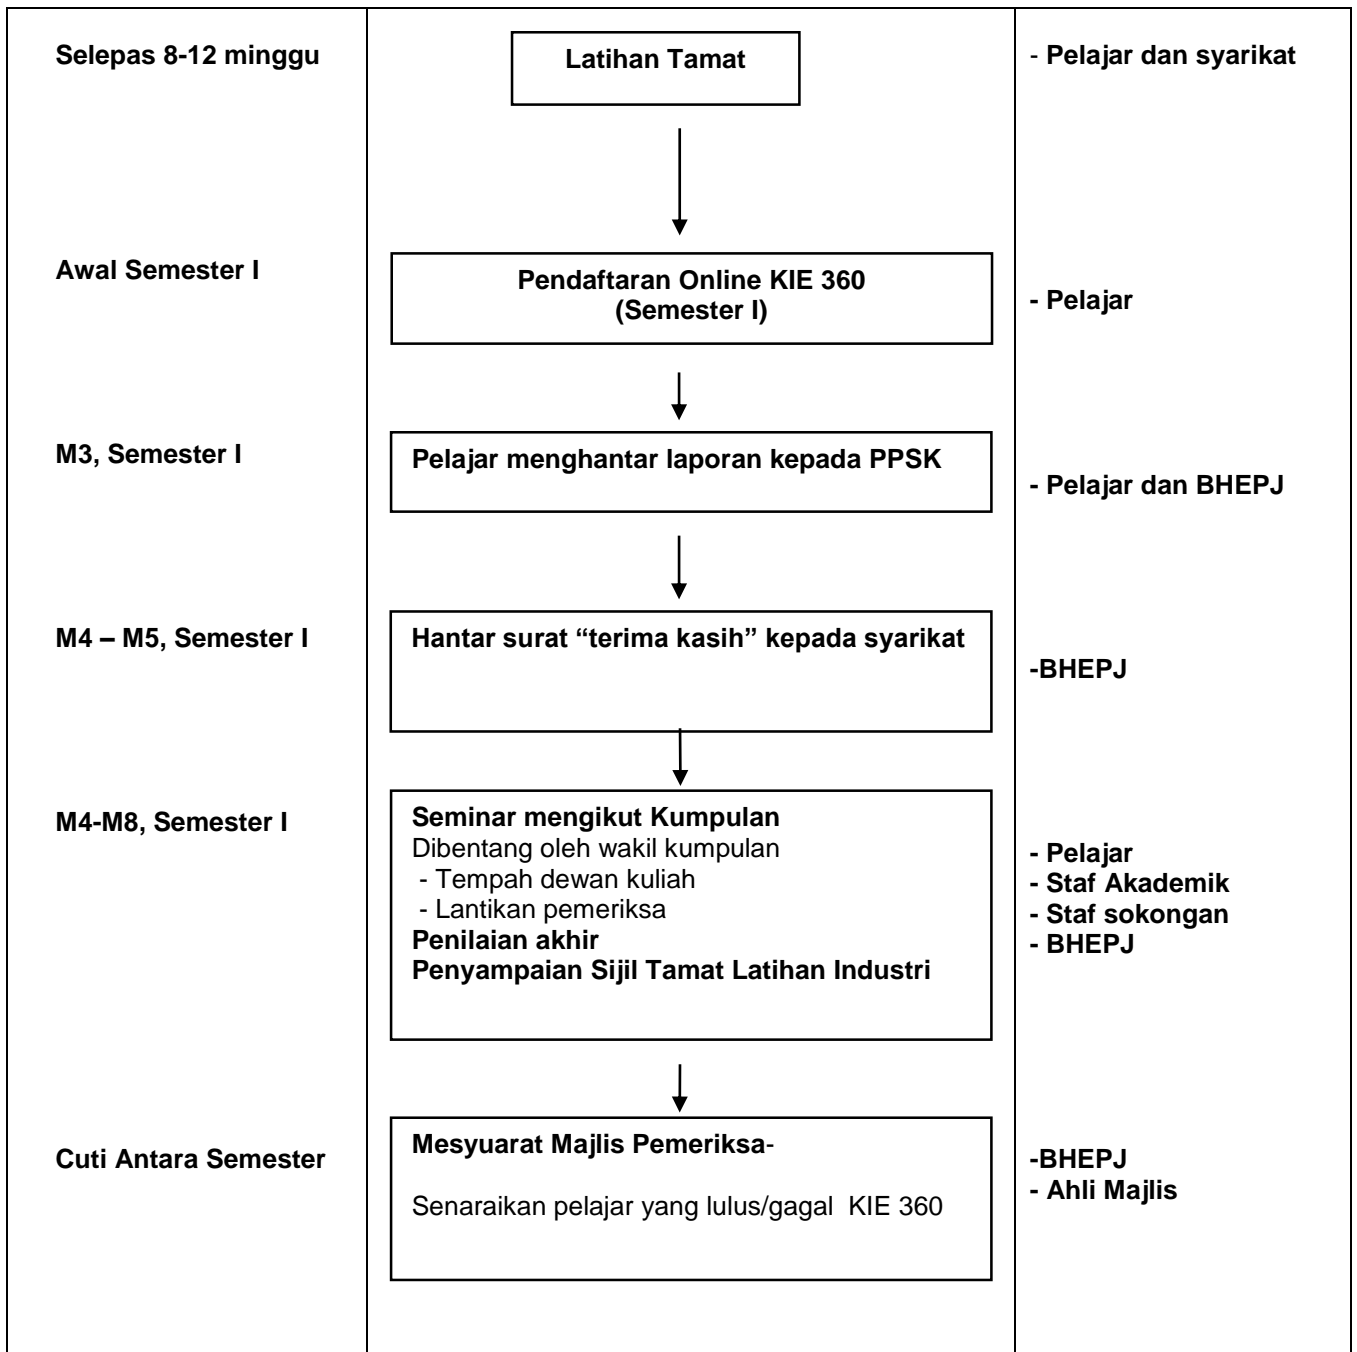 Selepas 8-12 minggu
Latihan Tamat
- Pelajar dan syarikat
Awal Semester I
Pendaftaran Online KIE 360
(Semester I)
- Pelajar
M3, Semester I
Pelajar menghantar laporan kepada PPSK
- Pelajar dan BHEPJ
M4 – M5, Semester I
Hantar surat “terima kasih” kepada syarikat
-BHEPJ
M4-M8, Semester I
Seminar mengikut Kumpulan
Dibentang oleh wakil kumpulan
- Tempah dewan kuliah
- Lantikan pemeriksa
Penilaian akhir
Penyampaian Sijil Tamat Latihan Industri
- Pelajar
- Staf Akademik
- Staf sokongan
- BHEPJ
Cuti Antara Semester
Mesyuarat Majlis Pemeriksa-
Senaraikan pelajar yang lulus/gagal KIE 360
-BHEPJ
- Ahli Majlis